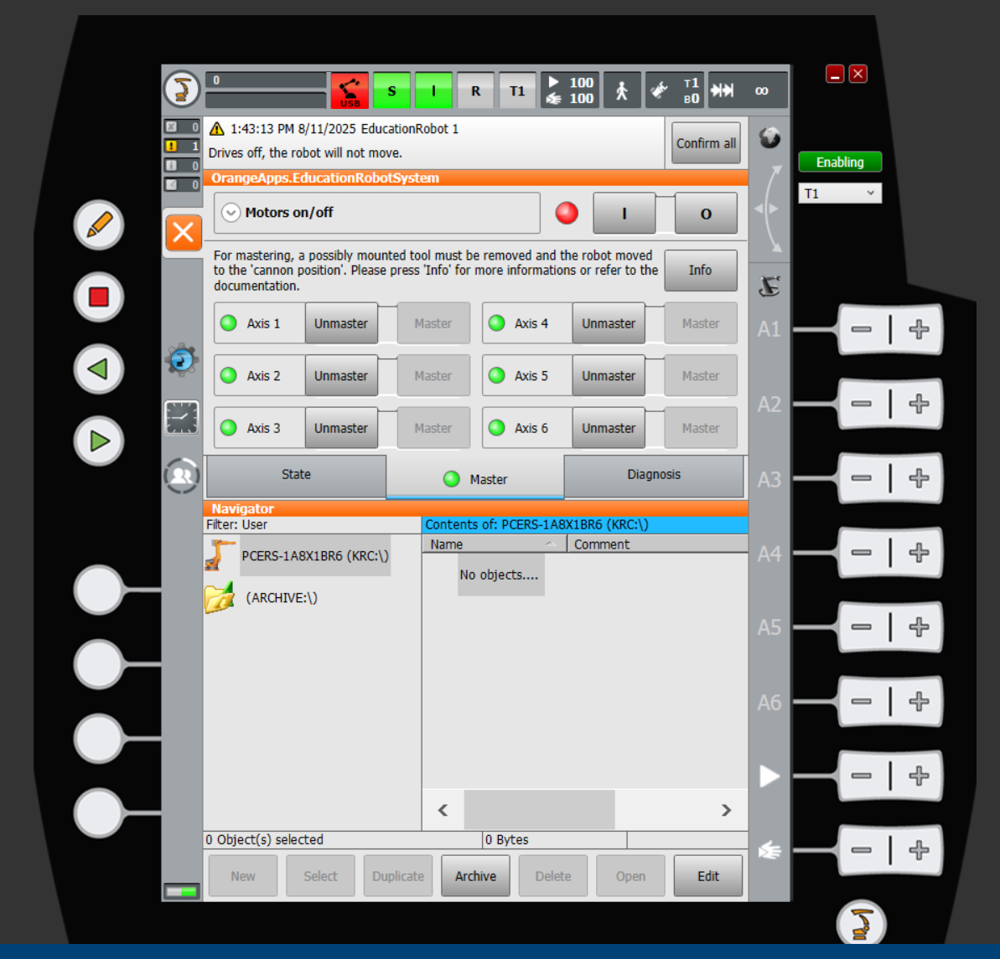 0
USB
S
I
R
T1
100
100
T1
B0
∞
0
1
0
0
1:43:13 PM 8/11/2025 EducationRobot 1
Drives off, the robot will not move.
Confirm all
Enabling
T1
OrangeApps.EducationRobotSystem
Motors on/off
I
O
For mastering, a possibly mounted tool must be removed and the robot moved
to the 'cannon position'. Please press 'Info' for more informations or refer to the
documentation.
Info
Axis 1 Unmaster Master Axis 4 Unmaster Master
Axis 2 Unmaster Master Axis 5 Unmaster Master
Axis 3 Unmaster Master Axis 6 Unmaster Master
State Master Diagnosis
Navigator
Filter: User
Contents of: PCERS-1A8X1BR6 (KRC:\)
Name Comment
PCERS-1A8X1BR6 (KRC:\)
No objects....
(ARCHIVE:\)
0 Object(s) selected
0 Bytes
New Select Duplicate Archive Delete Open Edit
A1
A2
A3
A4
A5
A6